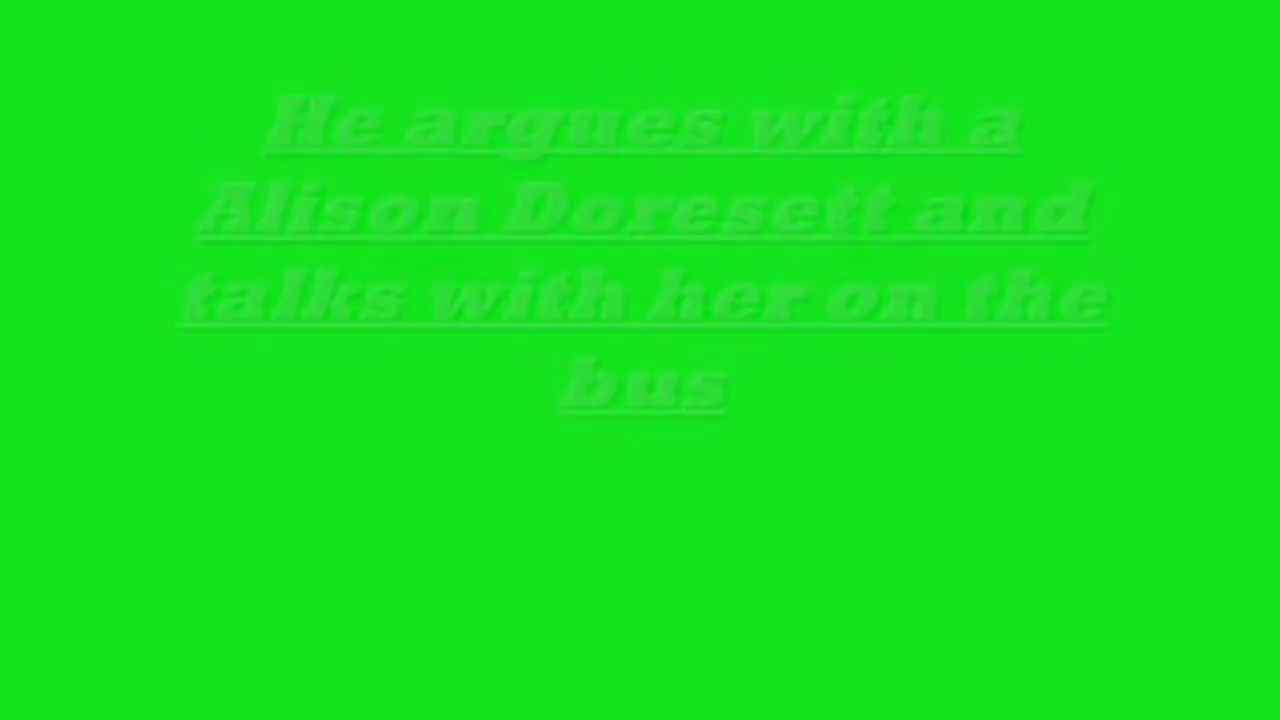 He argues with a
Alison Doresett and
talks with her on the
bus